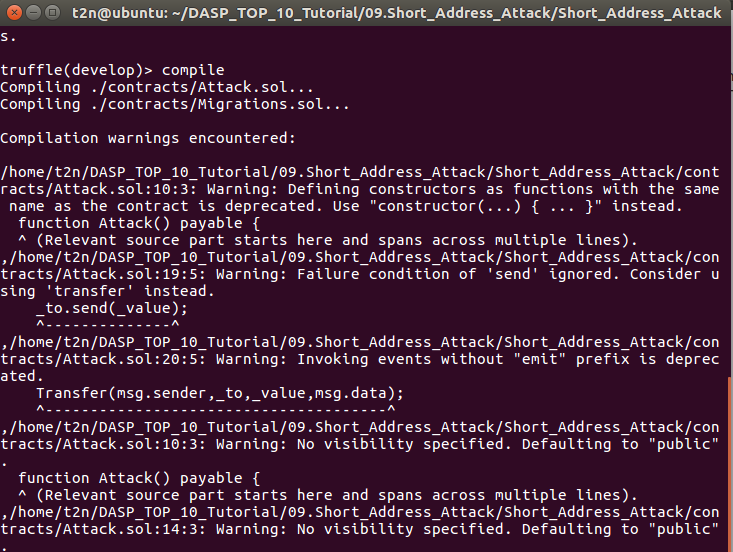 t2n@ubuntu: ~/DASP_TOP_10_Tutorial/09.Short_Address_Attack/Short_Address_Attack
s.
truffle(develop)> compile
Compiling ./contracts/Attack.sol...
Compiling ./contracts/Migrations.sol...
Compilation warnings encountered:
/home/t2n/DASP_TOP_10_Tutorial/09.Short_Address_Attack/Short_Address_Attack/cont
racts/Attack.sol:10:3: Warning: Defining constructors as functions with the same
 name as the contract is deprecated. Use "constructor(...) { ... }" instead.
  function Attack() payable {
  ^ (Relevant source part starts here and spans across multiple lines).
,/home/t2n/DASP_TOP_10_Tutorial/09.Short_Address_Attack/Short_Address_Attack/con
tracts/Attack.sol:19:5: Warning: Failure condition of 'send' ignored. Consider u
sing 'transfer' instead.
    _to.send(_value);
    ^--------------^
,/home/t2n/DASP_TOP_10_Tutorial/09.Short_Address_Attack/Short_Address_Attack/con
tracts/Attack.sol:20:5: Warning: Invoking events without "emit" prefix is deprec
ated.
    Transfer(msg.sender,_to,_value,msg.data);
    ^--------------------------------------^
,/home/t2n/DASP_TOP_10_Tutorial/09.Short_Address_Attack/Short_Address_Attack/con
tracts/Attack.sol:10:3: Warning: No visibility specified. Defaulting to "public"
.
  function Attack() payable {
  ^ (Relevant source part starts here and spans across multiple lines).
,/home/t2n/DASP_TOP_10_Tutorial/09.Short_Address_Attack/Short_Address_Attack/con
tracts/Attack.sol:14:3: Warning: No visibility specified. Defaulting to "public"
.